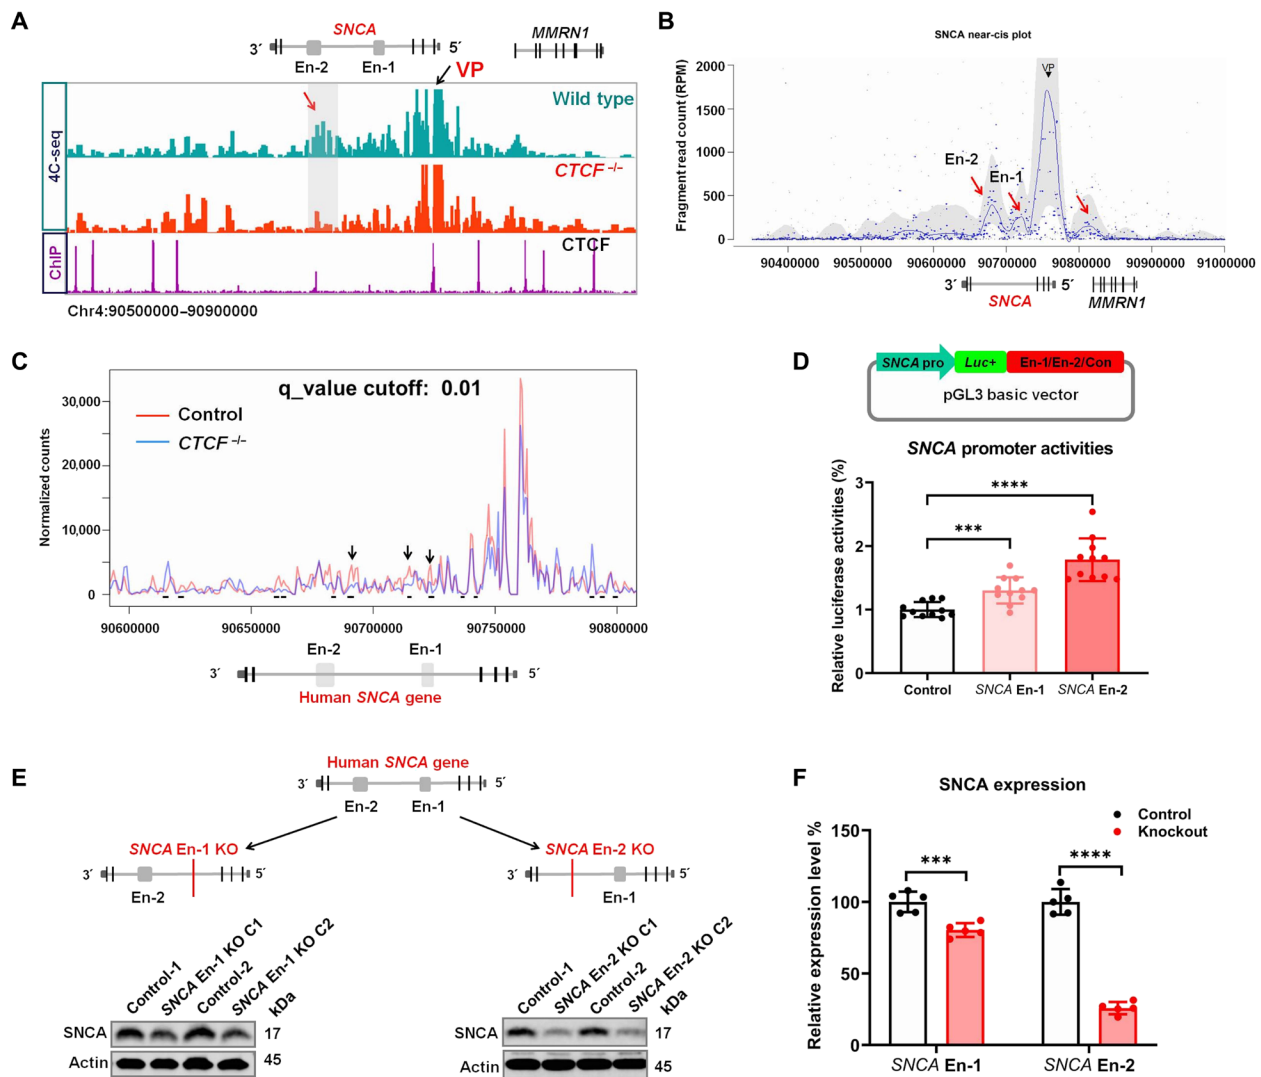 A
SNCA
MMRN1
3´
5´
En-2
En-1
VP
4C-seq
Wild type
CTCF –/–
ChIP
CTCF
Chr4:90500000–90900000
B
SNCA near-cis plot
Fragment read count (RPM)
2000
1500
1000
500
0
VP
En-2
En-1
90400000 90500000 90600000 90700000 90800000 90900000 91000000
3´
5´
SNCA
MMRN1
C
q_value cutoff: 0.01
Normalized counts
30,000
20,000
10,000
0
Control
CTCF –/–
90600000 90650000 90700000 90750000 90800000
En-2
En-1
3´
5´
Human SNCA gene
D
SNCA pro
Luc+
En-1/En-2/Con
pGL3 basic vector
SNCA promoter activities
Relative luciferase activities (%)
3
2
1
0
****
***
Control
SNCA En-1
SNCA En-2
E
Human SNCA gene
3´
5´
En-2
En-1
SNCA En-1 KO
3´
5´
En-2
SNCA En-2 KO
3´
5´
En-1
Control-1
SNCA En-1 KO C1
Control-2
SNCA En-1 KO C2
kDa
SNCA
17
Actin
45
Control-1
SNCA En-2 KO C1
Control-2
SNCA En-2 KO C2
kDa
SNCA
17
Actin
45
F
SNCA expression
Control
Knockout
Relative expression level %
150
100
50
0
***
****
SNCA En-1
SNCA En-2